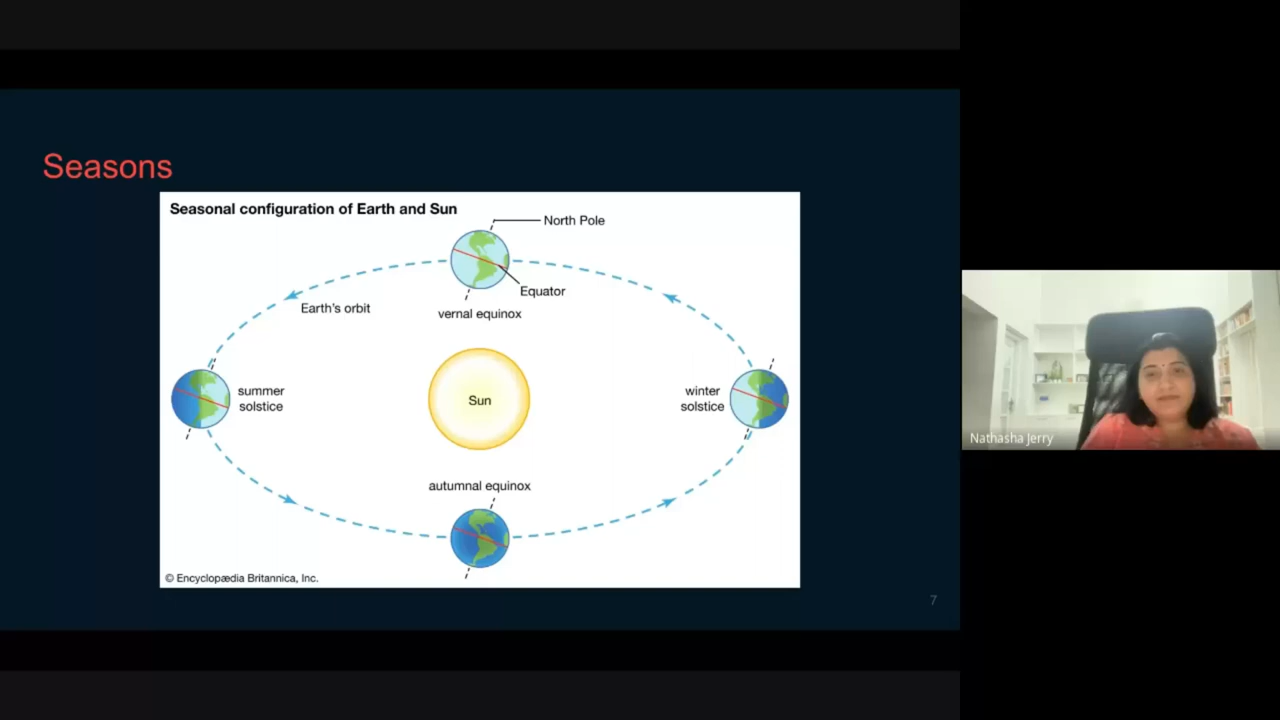 Seasons
Seasonal configuration of Earth and Sun
North Pole
Equator
vernal equinox
Earth's orbit
summer
solstice
Sun
winter
solstice
autumnal equinox
© Encyclopædia Britannica, Inc.
7
Nathasha Jerry